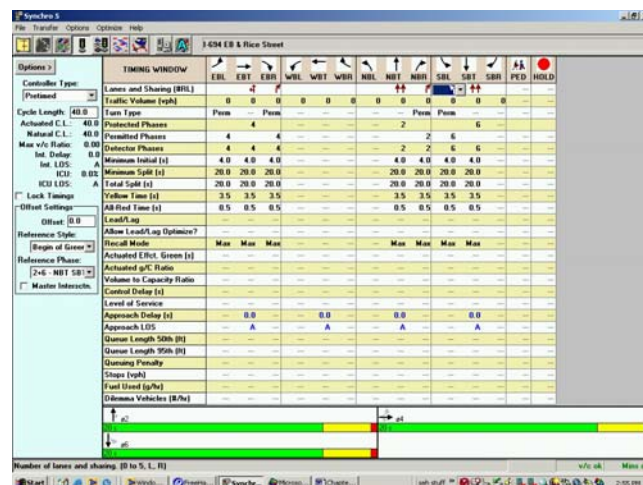 Synchro 5
File Transfer Options Optimize Help
I-694 EB & Rice Street
Options >
Controller Type:
Pretimed
Cycle Length: 40.0
Actuated C.L.: 40.0
Natural C.L.: 40.0
Max v/c Ratio: 0.00
Int. Delay: 0.0
Int. LOS: A
ICU: 0.0%
ICU LOS: A
Lock Timings
Offset Settings
Offset: 0.0
Reference Style:
Begin of Green
Reference Phase:
2+6 - NBT SBT
Master Intersctn.
TIMING WINDOW EBL EBT EBR WBL WBT WBR NBL NBT NBR SBL SBT SBR PED HOLD
Lanes and Sharing (#RL)
Traffic Volume (vph) 0 0 0 0 0 0 0 0 0 0 0 0 --- ---
Turn Type Perm --- Perm --- --- --- --- --- Perm Perm --- --- --- ---
Protected Phases 4 2 6
Permitted Phases 4 4 2 6
Detector Phases 4 4 4 --- --- --- --- 2 2 6 6 --- --- ---
Minimum Initial (s) 4.0 4.0 4.0 --- --- --- --- 4.0 4.0 4.0 4.0 --- --- ---
Minimum Split (s) 20.0 20.0 20.0 --- --- --- --- 20.0 20.0 20.0 20.0 --- --- ---
Total Split (s) 20.0 20.0 20.0 --- --- --- --- 20.0 20.0 20.0 20.0 --- --- ---
Yellow Time (s) 3.5 3.5 3.5 --- --- --- --- 3.5 3.5 3.5 3.5 --- --- ---
All-Red Time (s) 0.5 0.5 0.5 --- --- --- --- 0.5 0.5 0.5 0.5 --- --- ---
Lead/Lag
Allow Lead/Lag Optimize?
Recall Mode Max Max Max --- --- --- --- Max Max Max Max --- --- ---
Actuated Effct. Green (s)
Actuated g/C Ratio
Volume to Capacity Ratio
Control Delay (s)
Level of Service
Approach Delay (s) --- 0.0 --- --- 0.0 --- --- 0.0 --- --- 0.0 --- --- ---
Approach LOS --- A --- --- A --- --- A --- --- A --- --- ---
Queue Length 50th (ft)
Queue Length 95th (ft)
Queuing Penalty
Stops (vph)
Fuel Used (g/hr)
Dilemma Vehicles (#/hr)
ø2 ø4
20 s 20 s
ø6
20 s
Number of lanes and sharing. (0 to 5, L, R) v/c ok
Start Synchr... 2:55 PM